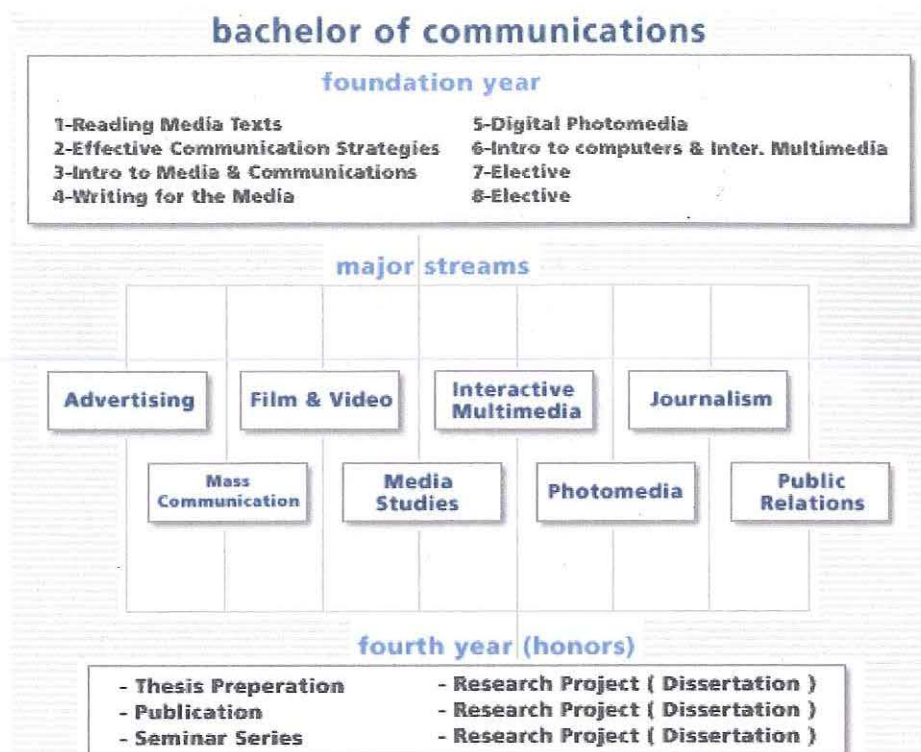 bachelor of communications
foundation year
1-Reading Media Texts
2-Effective Communication Strategies
3-Intro to Media & Communications
4-Writing for the Media
5-Digital Photomedia
6-Intro to computers & Inter. Multimedia
7-Elective
8-Elective
major streams
Advertising
Film & Video
Interactive
Multimedia
Journalism
Mass
Communication
Media
Studies
Photomedia
Public
Relations
fourth year (honors)
- Thesis Preperation
- Publication
- Seminar Series
- Research Project ( Dissertation )
- Research Project ( Dissertation )
- Research Project ( Dissertation )